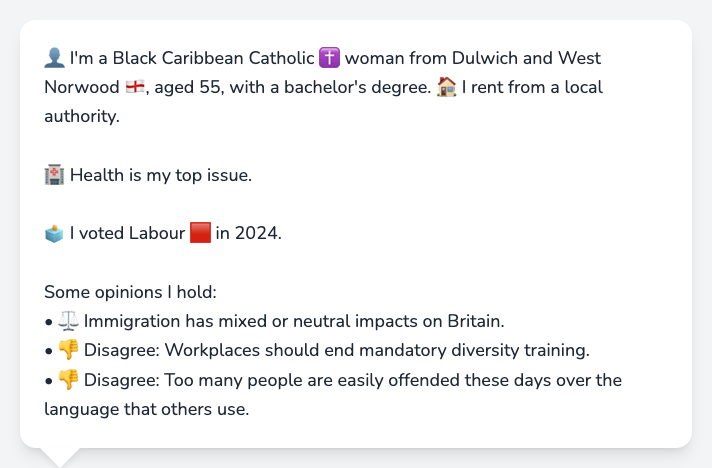 👤 I'm a Black Caribbean Catholic ✝️ woman from Dulwich and West
Norwood 🏴󠁧󠁢󠁥󠁮󠁧󠁿, aged 55, with a bachelor's degree. 🏠 I rent from a local
authority.
🏥 Health is my top issue.
🗳️ I voted Labour 🟥 in 2024.
Some opinions I hold:
• ⚖️ Immigration has mixed or neutral impacts on Britain.
• 👎 Disagree: Workplaces should end mandatory diversity training.
• 👎 Disagree: Too many people are easily offended these days over the
language that others use.